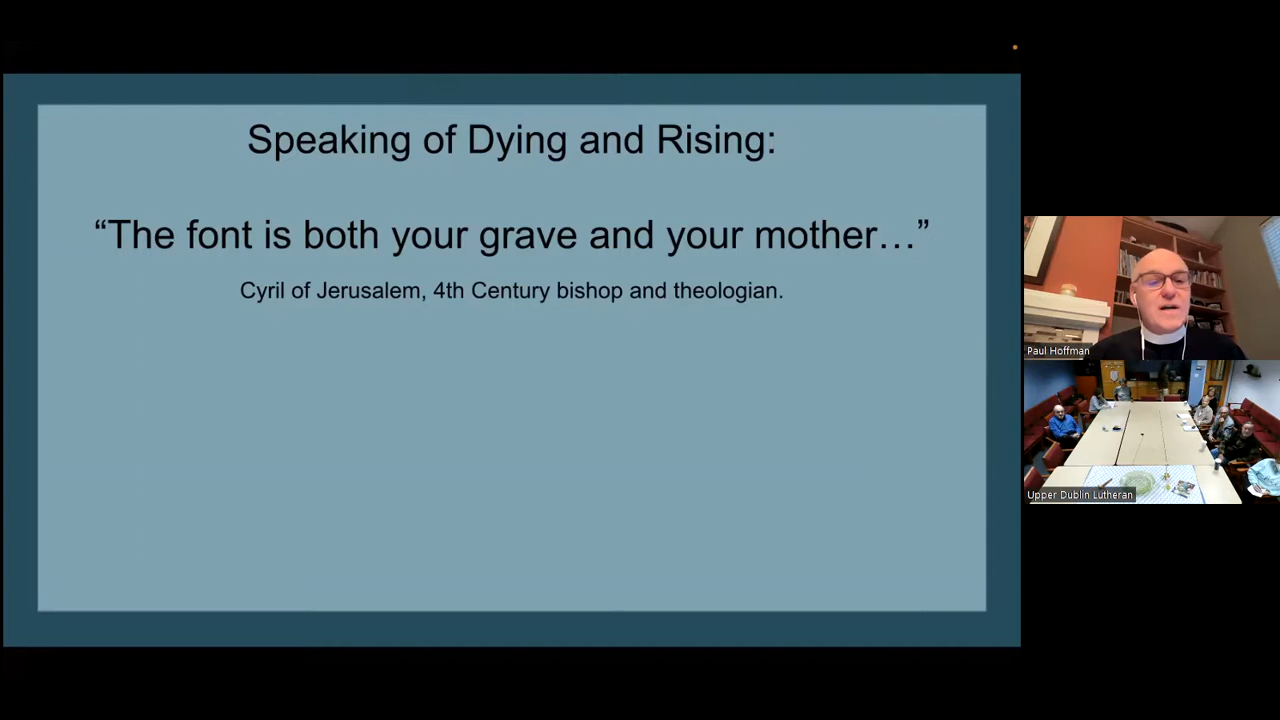 Speaking of Dying and Rising:
“The font is both your grave and your mother…”
Cyril of Jerusalem, 4th Century bishop and theologian.
Paul Hoffman
Upper Dublin Lutheran